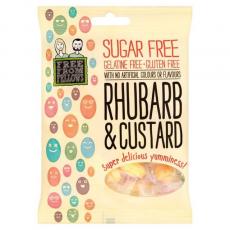 FREE FROM
FELLOWS
SUGAR FREE
GELATINE FREE • GLUTEN FREE
WITH NO ARTIFICIAL COLOURS OR FLAVOURS
RHUBARB
& CUSTARD
Super delicious yumminess!